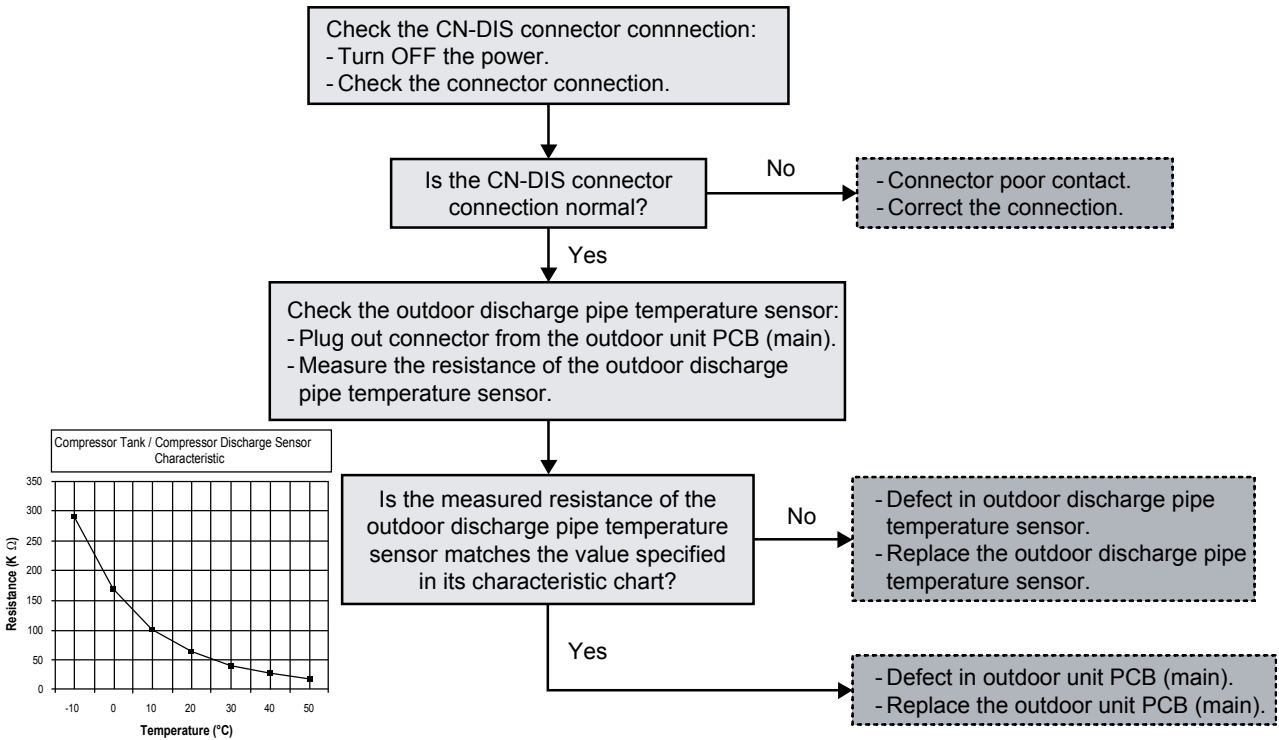 Check the CN-DIS connector connnection:
- Turn OFF the power.
- Check the connector connection.
Is the CN-DIS connector
connection normal?
No
- Connector poor contact.
- Correct the connection.
Yes
Check the outdoor discharge pipe temperature sensor:
- Plug out connector from the outdoor unit PCB (main).
- Measure the resistance of the outdoor discharge
pipe temperature sensor.
Compressor Tank / Compressor Discharge Sensor
Characteristic
350
300
250
200
150
100
50
0
Resistance (K Ω)
-10 0 10 20 30 40 50
Temperature (°C)
Is the measured resistance of the
outdoor discharge pipe temperature
sensor matches the value specified
in its characteristic chart?
No
- Defect in outdoor discharge pipe
temperature sensor.
- Replace the outdoor discharge pipe
temperature sensor.
Yes
- Defect in outdoor unit PCB (main).
- Replace the outdoor unit PCB (main).